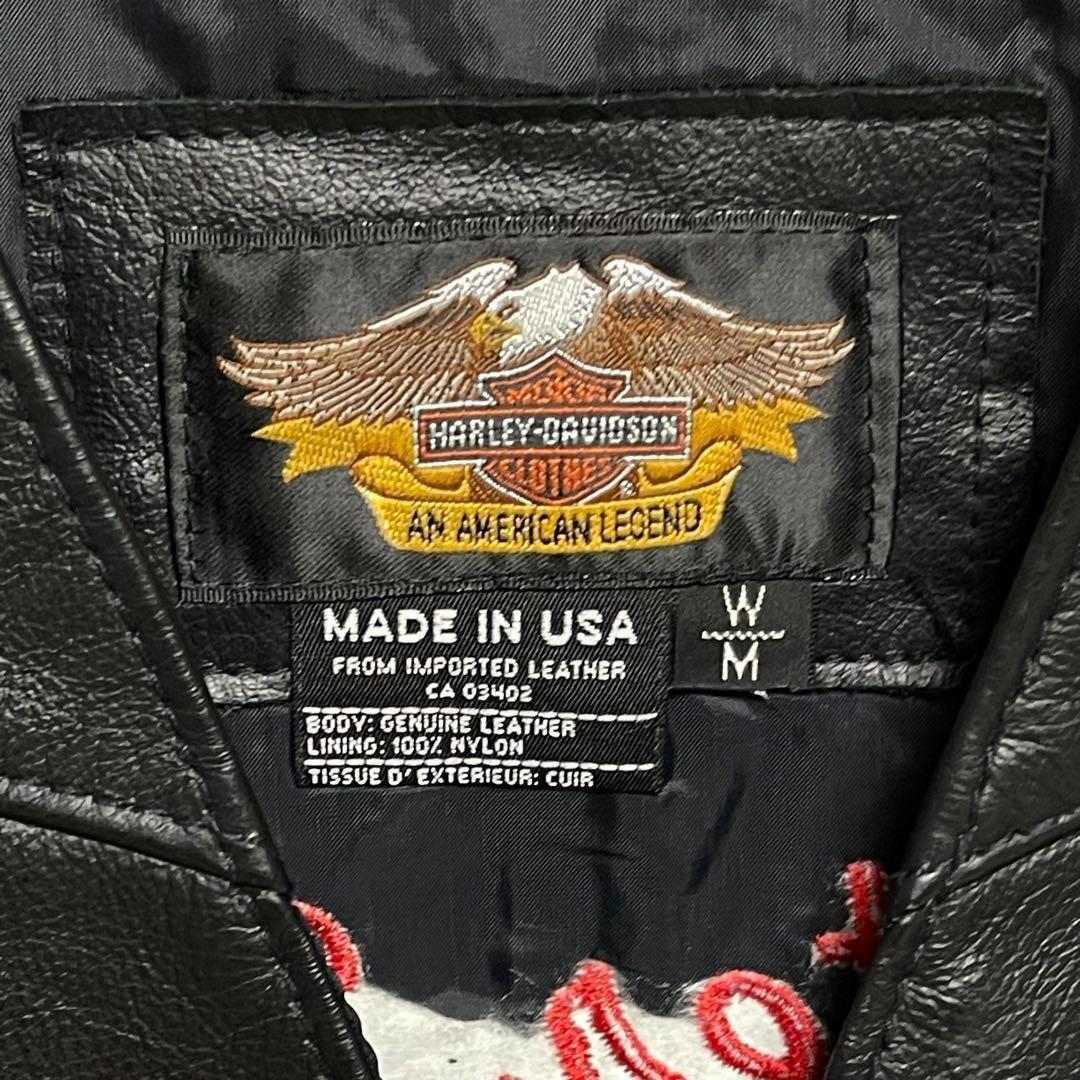 MOTOR
HARLEY-DAVIDSON
CLOTHES
®
AN AMERICAN LEGEND
MADE IN USA
FROM IMPORTED LEATHER
CA 03402
BODY: GENUINE LEATHER
LINING: 100% NYLON
TISSUE D' EXTERIEUR: CUIR
W
M